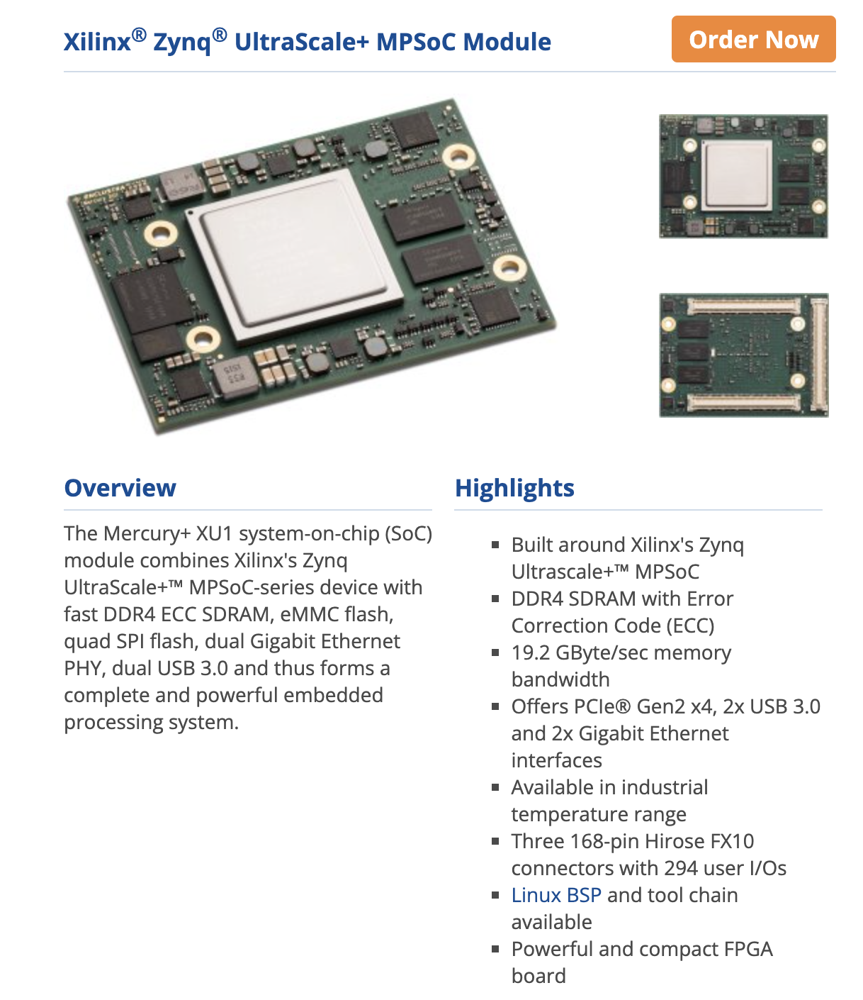 Xilinx® Zynq® UltraScale+ MPSoC Module
Order Now
Overview
The Mercury+ XU1 system-on-chip (SoC)
module combines Xilinx's Zynq
UltraScale+™ MPSoC-series device with
fast DDR4 ECC SDRAM, eMMC flash,
quad SPI flash, dual Gigabit Ethernet
PHY, dual USB 3.0 and thus forms a
complete and powerful embedded
processing system.
Highlights
Built around Xilinx's Zynq
Ultrascale+™ MPSoC
DDR4 SDRAM with Error
Correction Code (ECC)
19.2 GByte/sec memory
bandwidth
Offers PCIe® Gen2 x4, 2x USB 3.0
and 2x Gigabit Ethernet
interfaces
Available in industrial
temperature range
Three 168-pin Hirose FX10
connectors with 294 user I/Os
Linux BSP and tool chain
available
Powerful and compact FPGA
board